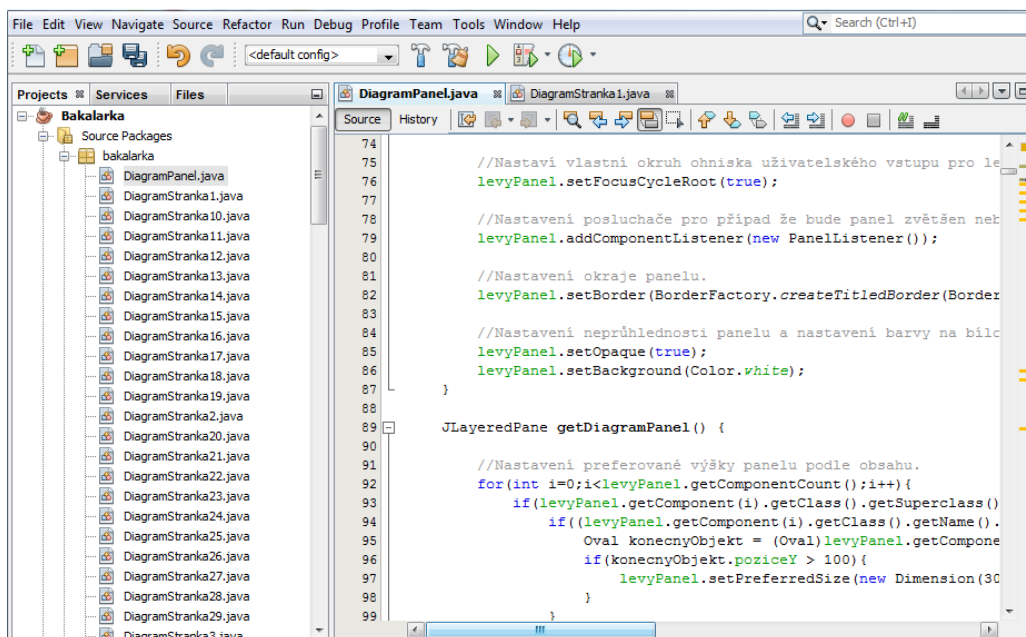 File Edit View Navigate Source Refactor Run Debug Profile Team Tools Window Help
Search (Ctrl+I)
<default config>
Projects Services Files
Bakalarka
Source Packages
bakalarka
DiagramPanel.java
DiagramStranka1.java
DiagramStranka10.java
DiagramStranka11.java
DiagramStranka12.java
DiagramStranka13.java
DiagramStranka14.java
DiagramStranka15.java
DiagramStranka16.java
DiagramStranka17.java
DiagramStranka18.java
DiagramStranka19.java
DiagramStranka2.java
DiagramStranka20.java
DiagramStranka21.java
DiagramStranka22.java
DiagramStranka23.java
DiagramStranka24.java
DiagramStranka25.java
DiagramStranka26.java
DiagramStranka27.java
DiagramStranka28.java
DiagramStranka29.java
DiagramStranka3.java
DiagramPanel.java DiagramStranka1.java
Source History
74
75 //Nastaví vlastní okruh ohniska uživatelského vstupu pro le
76 levyPanel.setFocusCycleRoot(true);
77
78 //Nastavení posluchače pro případ že bude panel zvětšen neb
79 levyPanel.addComponentListener(new PanelListener());
80
81 //Nastavení okraje panelu.
82 levyPanel.setBorder(BorderFactory.createTitledBorder(Border
83
84 //Nastavení neprůhlednosti panelu a nastavení barvy na bílo
85 levyPanel.setOpaque(true);
86 levyPanel.setBackground(Color.white);
87 }
88
89 JLayeredPane getDiagramPanel() {
90
91 //Nastavení preferované výšky panelu podle obsahu.
92 for(int i=0;i<levyPanel.getComponentCount();i++){
93 if(levyPanel.getComponent(i).getClass().getSuperclass()
94 if((levyPanel.getComponent(i).getClass().getName().
95 Oval konecnyObjekt = (Oval)levyPanel.getCompone
96 if(konecnyObjekt.poziceY > 100){
97 levyPanel.setPreferredSize(new Dimension(30
98 }
99 }